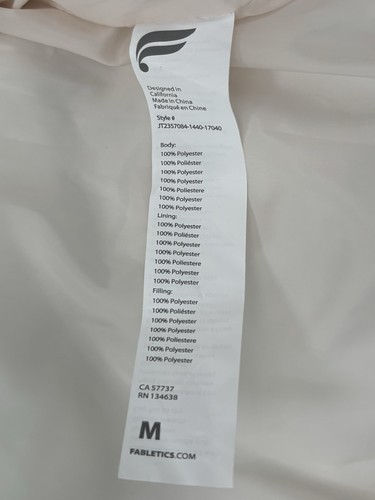 Designed in
California
Made in China
Fabriqué en Chine
Style #
JT2357084-1440-17040
Body:
100% Polyester
100% Poliéster
100% Polyester
100% Polyester
100% Poliestere
100% Polyester
100% Polyester
Lining:
100% Polyester
100% Poliéster
100% Polyester
100% Polyester
100% Poliestere
100% Polyester
100% Polyester
Filling:
100% Polyester
100% Poliéster
100% Polyester
100% Polyester
100% Poliestere
100% Polyester
100% Polyester
CA 57737
RN 134638
M
FABLETICS.COM